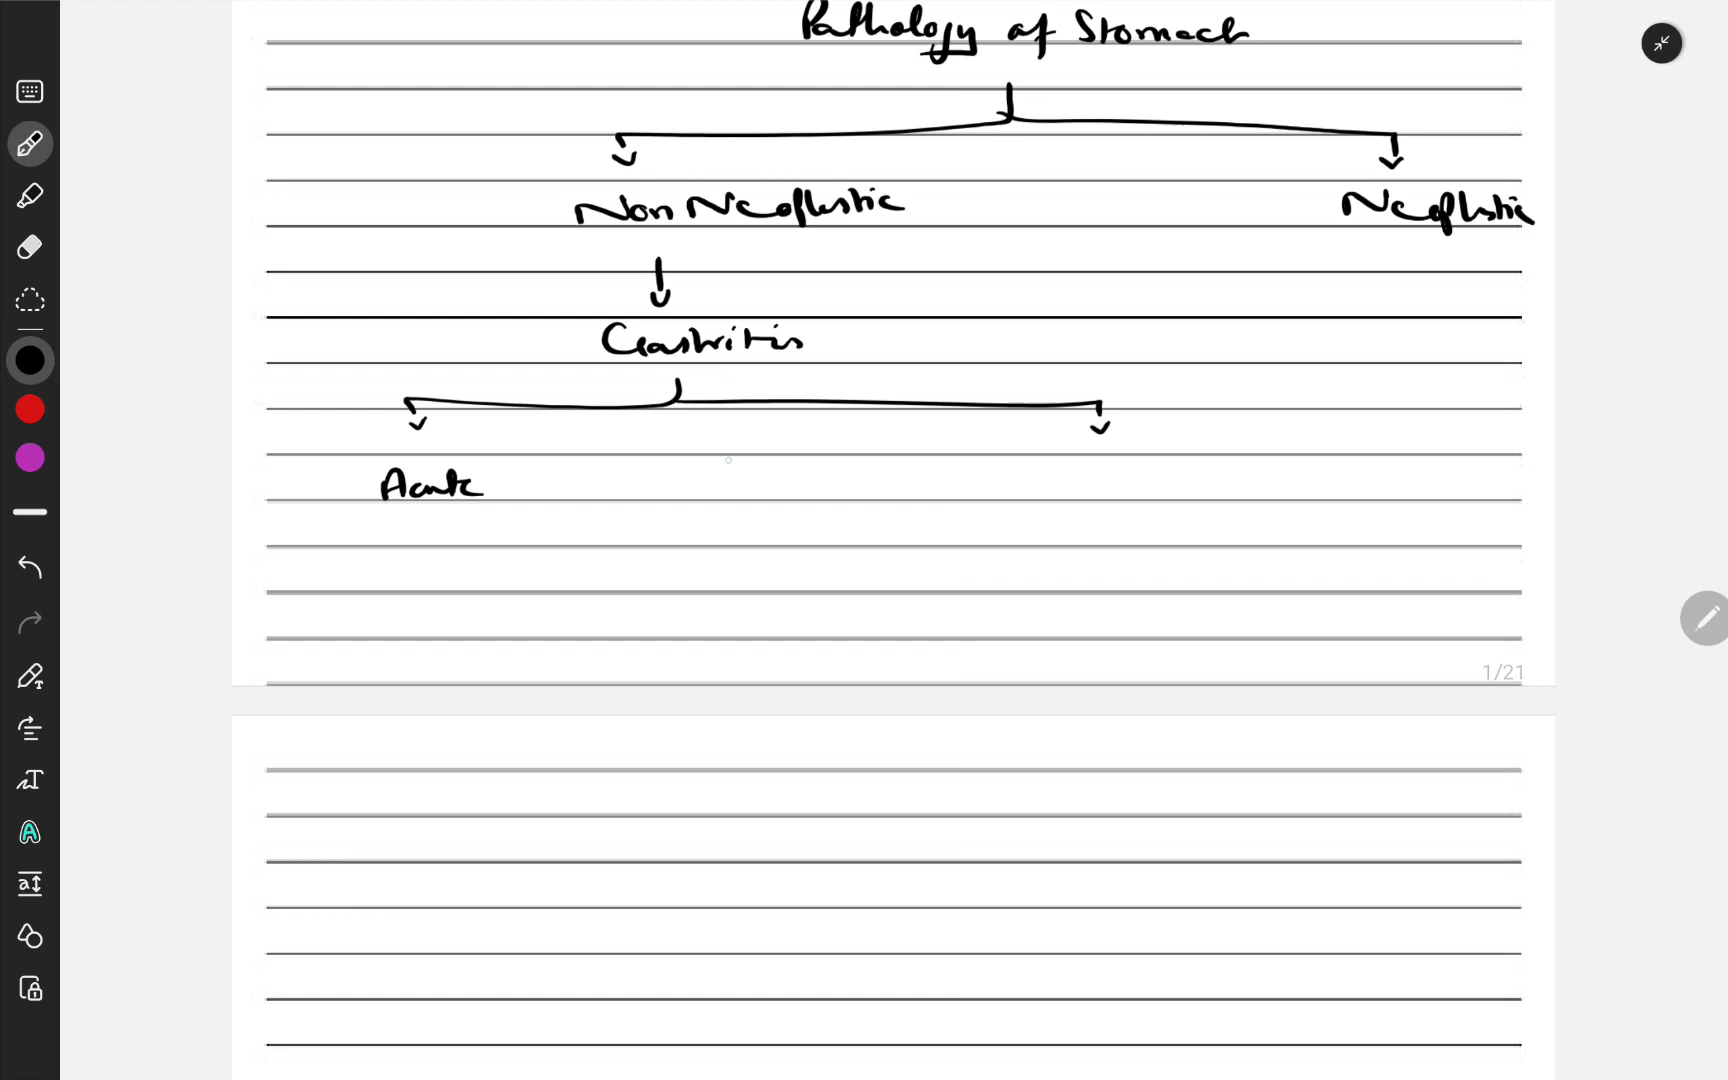 Pathology of Stomach
Non Neoplastic
Neoplastic
Gastritis
Acute
1/21